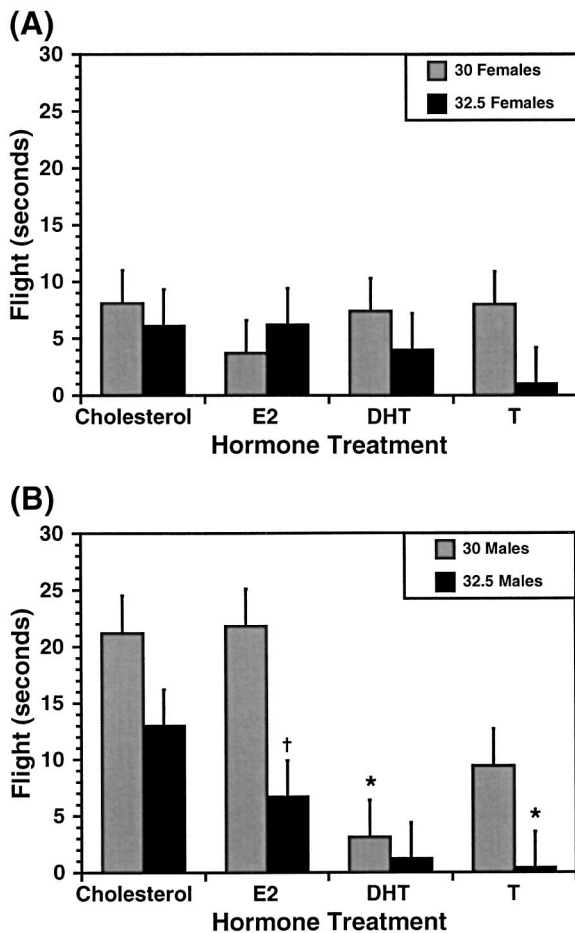 (A)
30
25
20
15
10
5
0
Flight (seconds)
30 Females
32.5 Females
Cholesterol E2 DHT T
Hormone Treatment
(B)
30
25
20
15
10
5
0
Flight (seconds)
30 Males
32.5 Males
†
*
*
Cholesterol E2 DHT T
Hormone Treatment